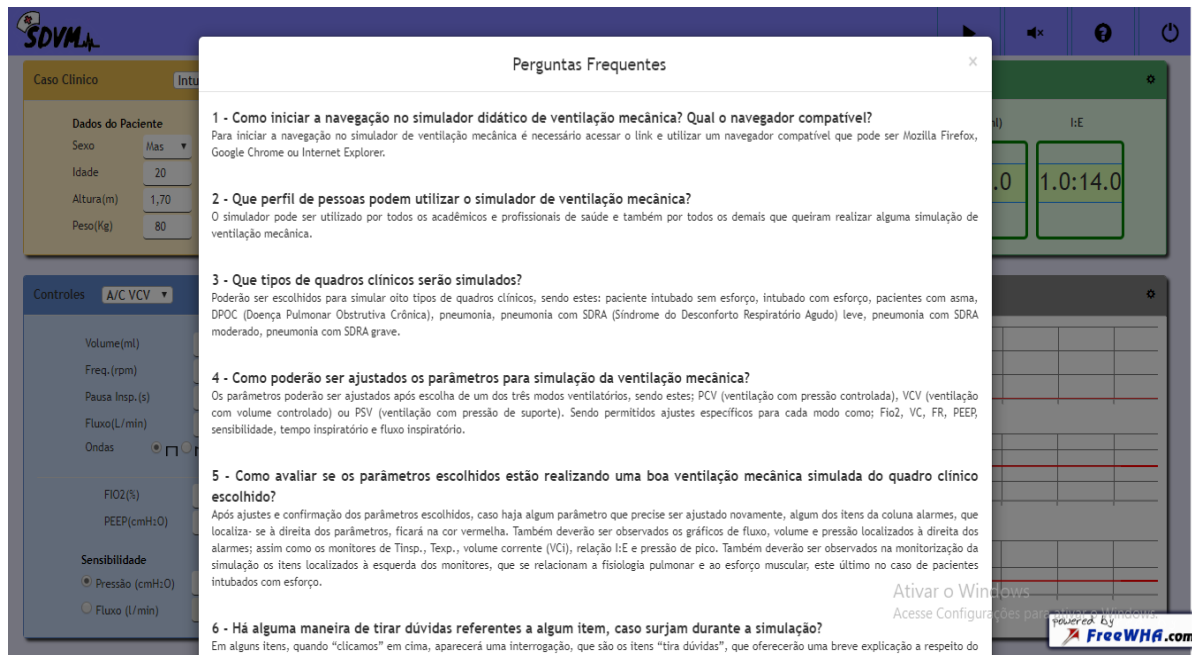 SDVM
Perguntas Frequentes
×
Caso Clínico
Intu
Dados do Paciente
Sexo Mas
Idade 20
Altura(m) 1,70
Peso(Kg) 80
I:E
.0 1.0:14.0
Controles A/C VCV
Volume(ml)
Freq.(rpm)
Pausa Insp.(s)
Fluxo(L/min)
Ondas
FIO2(%)
PEEP(cmH2O)
Sensibilidade
Pressão (cmH2O)
Fluxo (l/min)
1 - Como iniciar a navegação no simulador didático de ventilação mecânica? Qual o navegador compatível?
Para iniciar a navegação no simulador de ventilação mecânica é necessário acessar o link e utilizar um navegador compatível que pode ser Mozilla Firefox,
Google Chrome ou Internet Explorer.
2 - Que perfil de pessoas podem utilizar o simulador de ventilação mecânica?
O simulador pode ser utilizado por todos os acadêmicos e profissionais de saúde e também por todos os demais que queiram realizar alguma simulação de
ventilação mecânica.
3 - Que tipos de quadros clínicos serão simulados?
Poderão ser escolhidos para simular oito tipos de quadros clínicos, sendo estes: paciente intubado sem esforço, intubado com esforço, pacientes com asma,
DPOC (Doença Pulmonar Obstrutiva Crônica), pneumonia, pneumonia com SDRA (Síndrome do Desconforto Respiratório Agudo) leve, pneumonia com SDRA
moderado, pneumonia com SDRA grave.
4 - Como poderão ser ajustados os parâmetros para simulação da ventilação mecânica?
Os parâmetros poderão ser ajustados após escolha de um dos três modos ventilatórios, sendo estes; PCV (ventilação com pressão controlada), VCV (ventilação
com volume controlado) ou PSV (ventilação com pressão de suporte). Sendo permitidos ajustes específicos para cada modo como; Fio2, VC, FR, PEEP,
sensibilidade, tempo inspiratório e fluxo inspiratório.
5 - Como avaliar se os parâmetros escolhidos estão realizando uma boa ventilação mecânica simulada do quadro clínico
escolhido?
Após ajustes e confirmação dos parâmetros escolhidos, caso haja algum parâmetro que precise ser ajustado novamente, algum dos itens da coluna alarmes, que
localiza- se à direita dos parâmetros, ficará na cor vermelha. Também deverão ser observados os gráficos de fluxo, volume e pressão localizados à direita dos
alarmes; assim como os monitores de Tinsp., Texp., volume corrente (VCi), relação I:E e pressão de pico. Também deverão ser observados na monitorização da
simulação os itens localizados à esquerda dos monitores, que se relacionam a fisiologia pulmonar e ao esforço muscular, este último no caso de pacientes
intubados com esforço.
6 - Há alguma maneira de tirar dúvidas referentes a algum item, caso surjam durante a simulação?
Em alguns itens, quando “clicamos” em cima, aparecerá uma interrogação, que são os itens “tira dúvidas”, que oferecerão uma breve explicação a respeito do
Ativar o Windows
Acesse Configurações para ativar o Windows.
powered by
FreeWHA.com